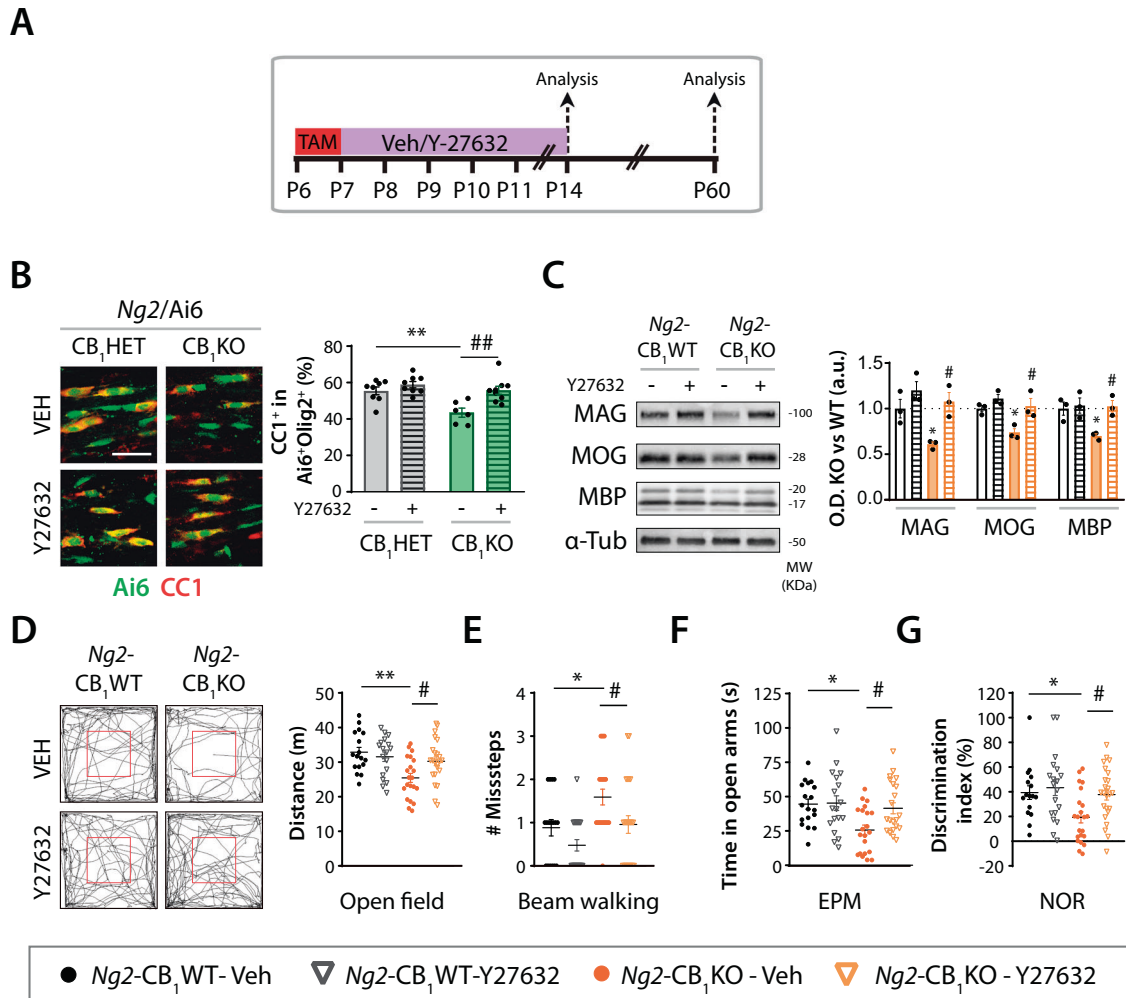 A
Analysis
Analysis
TAM
Veh/Y-27632
P6
P7
P8
P9
P10
P11
P14
P60
B
Ng2/Ai6
CB1HET
CB1KO
VEH
Y27632
Ai6 CC1
CC1+ in
Ai6+Olig2+ (%)
80
60
40
20
0
**
##
Y27632
-
+
-
+
CB1HET
CB1KO
C
Ng2-
CB1WT
Ng2-
CB1KO
Y27632
-
+
-
+
MAG
-100
MOG
-28
MBP
-20
-17
α-Tub
-50
MW
(KDa)
O.D. KO vs WT (a.u.)
1.5
1.0
0.5
0.0
*
#
*
#
*
#
MAG
MOG
MBP
D
Ng2-
CB1WT
Ng2-
CB1KO
VEH
Y27632
Distance (m)
50
40
30
20
10
0
**
#
Open field
E
# Misssteps
4
3
2
1
0
*
#
Beam walking
F
Time in open arms (s)
125
100
75
50
25
0
*
#
EPM
G
Discrimination
index (%)
120
100
80
60
40
20
0
-20
*
#
NOR
Ng2-CB1WT- Veh
Ng2-CB1WT-Y27632
Ng2-CB1KO - Veh
Ng2-CB1KO - Y27632